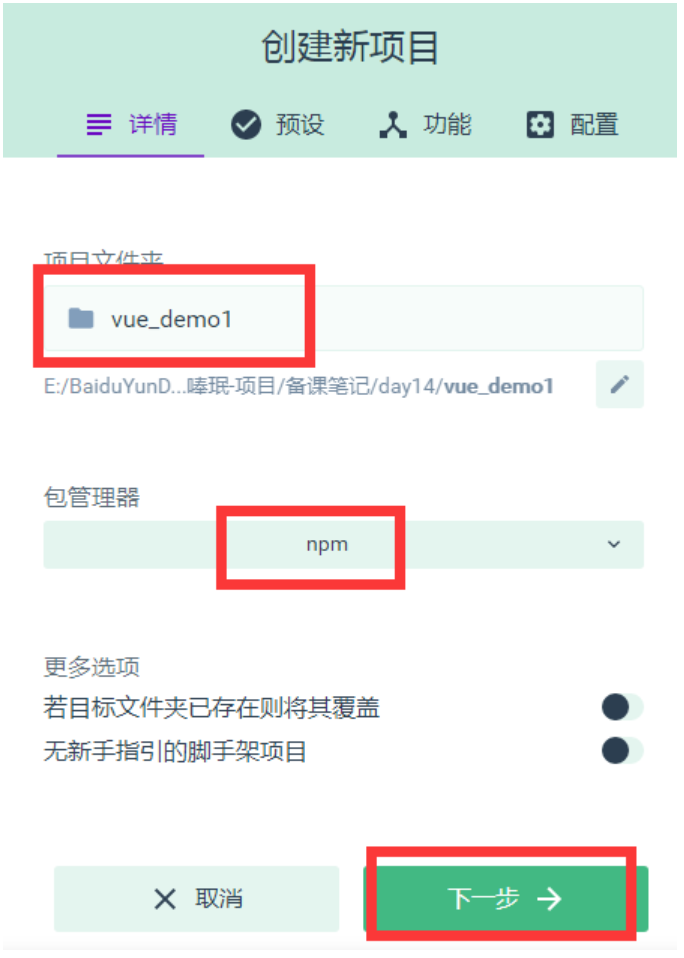 创建新项目
详情 预设 功能 配置
项目文件夹
vue_demo1
E:/BaiduYunD...唪珉-项目/备课笔记/day14/vue_demo1
包管理器
npm
更多选项
若目标文件夹已存在则将其覆盖
无新手指引的脚手架项目
取消 下一步